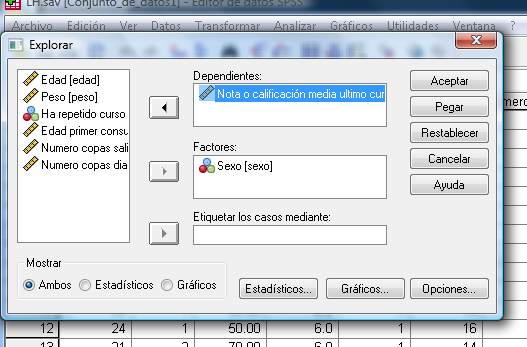 LH.sav [Conjunto_de_datos1] - Editor de datos SPSS
Archivo Edición Ver Datos Transformar Analizar Gráficos Utilidades Ventana ?
Explorar
Edad [edad]
Peso [peso]
Ha repetido curso
Edad primer consu
Numero copas sali
Numero copas dia
Dependientes:
Nota o calificación media ultimo cur
Factores:
Sexo [sexo]
Etiquetar los casos mediante:
Aceptar
Pegar
Restablecer
Cancelar
Ayuda
Mostrar
Ambos Estadísticos Gráficos
Estadísticos... Gráficos... Opciones...
12 24 1 50.00 6.0 1 16
13 21 2 70.00 6.0 1 14